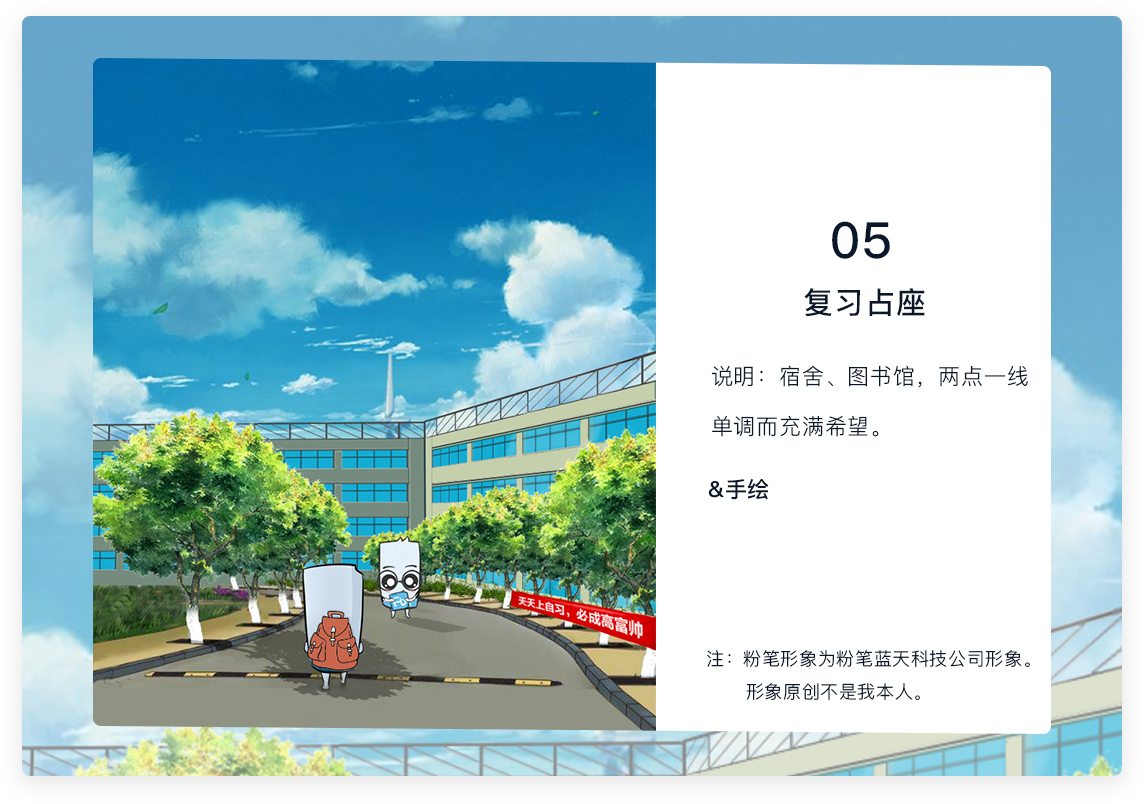 05
复习占座
说明：宿舍、图书馆，两点一线
单调而充满希望。
&手绘
天天上自习，必成高富帅
注：粉笔形象为粉笔蓝天科技公司形象。
形象原创不是我本人。